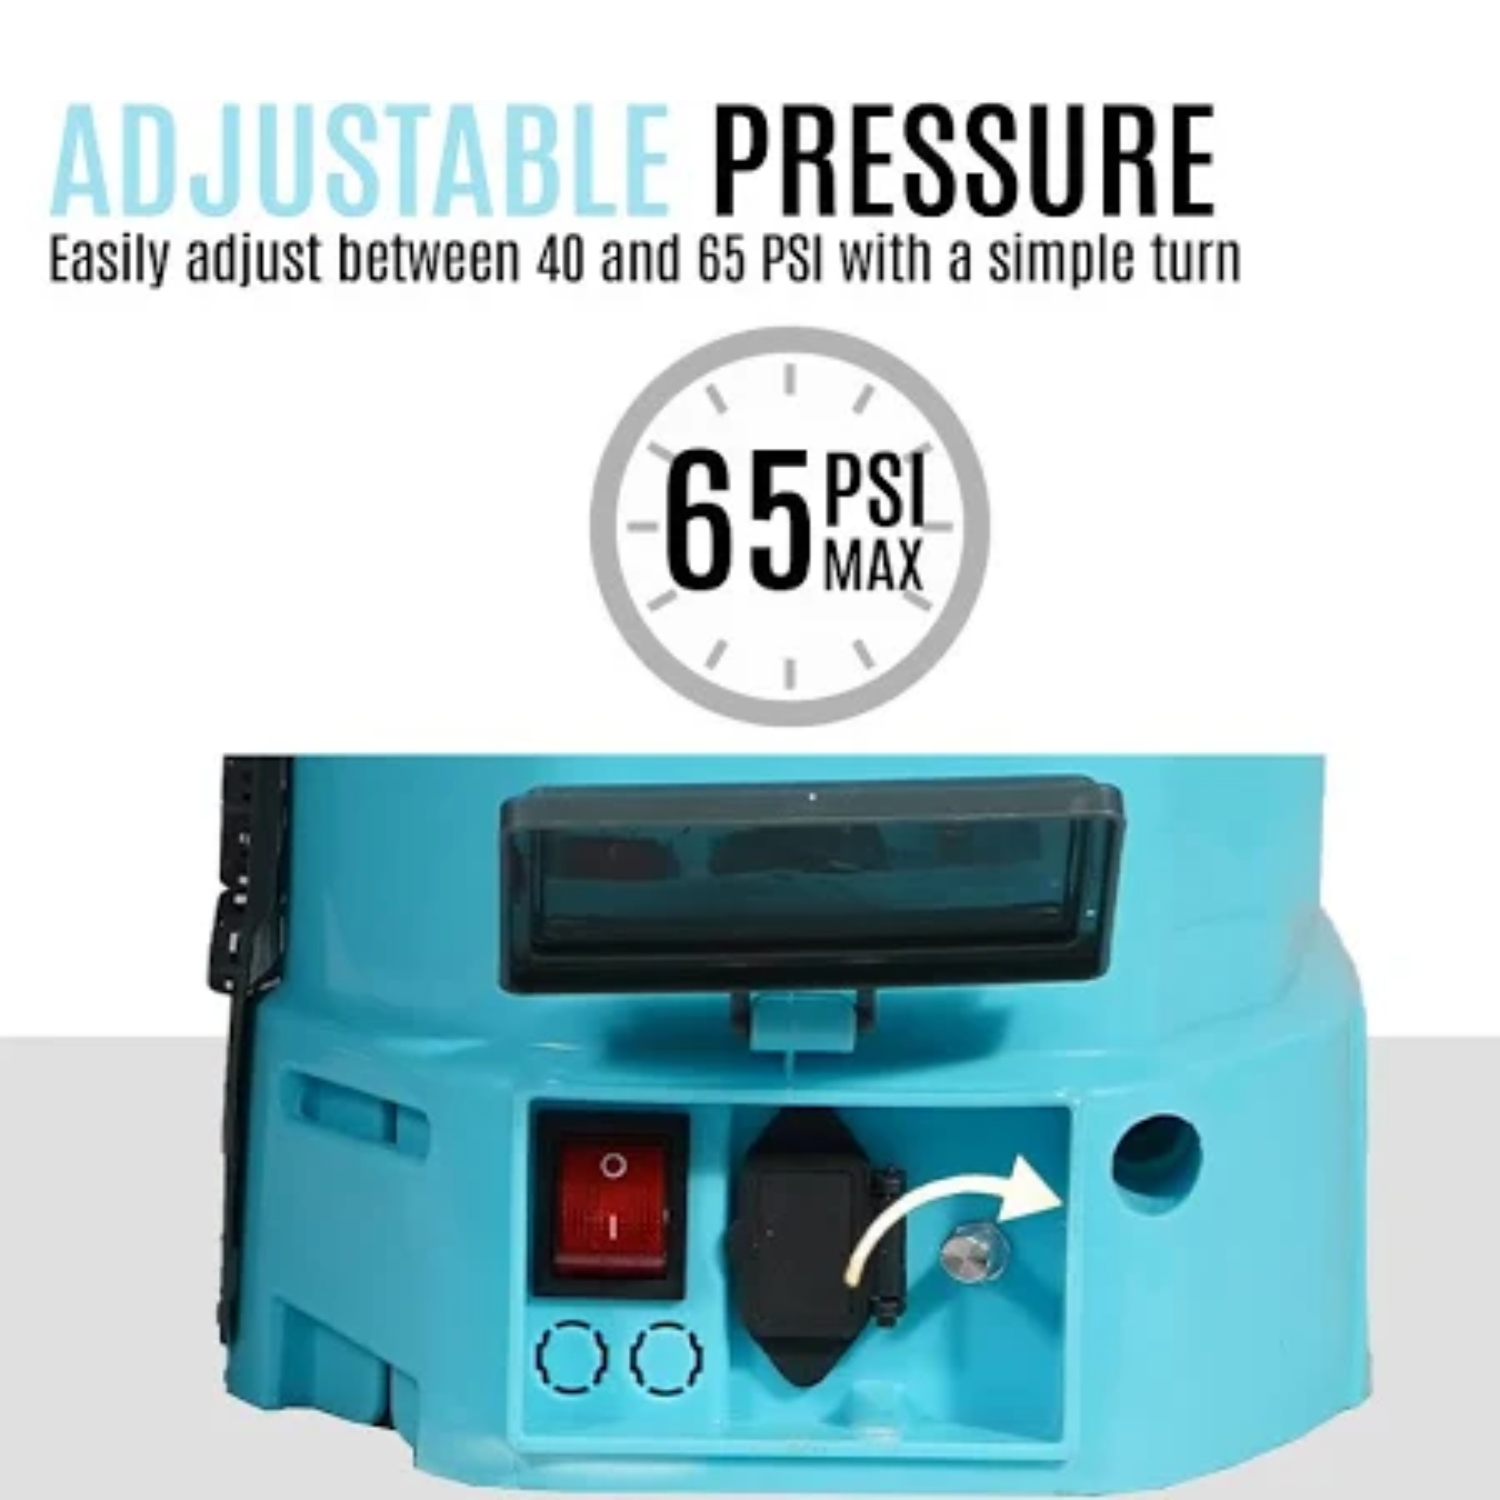 ADJUSTABLE PRESSURE
Easily adjust between 40 and 65 PSI with a simple turn
65 PSI
MAX
O
I